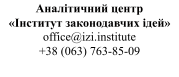 Аналітичний центр
«Інститут законодавчих ідей»
office@izi.institute
+38 (063) 763-85-09